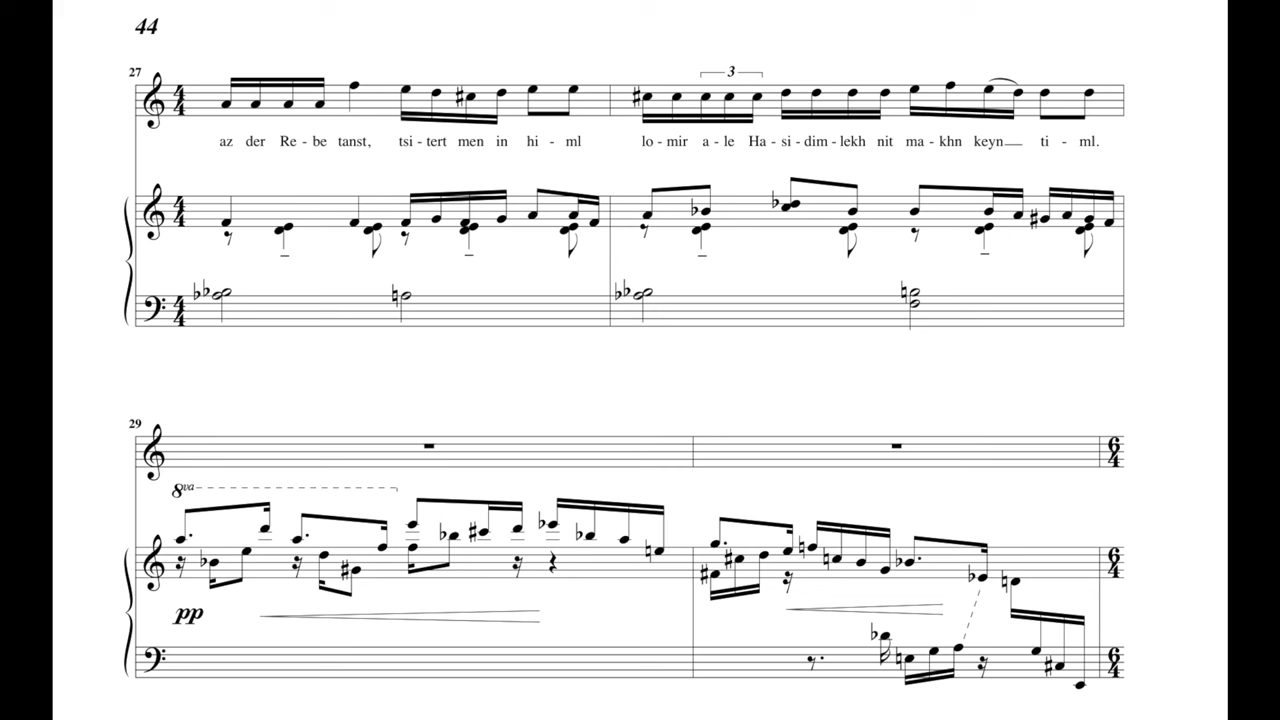 44
27
3
az der Re - be tanst, tsi - tert men in hi - ml lo - mir a - le Ha - si - dim - lekh nit ma - khn keyn ti - ml.
29
8va
pp